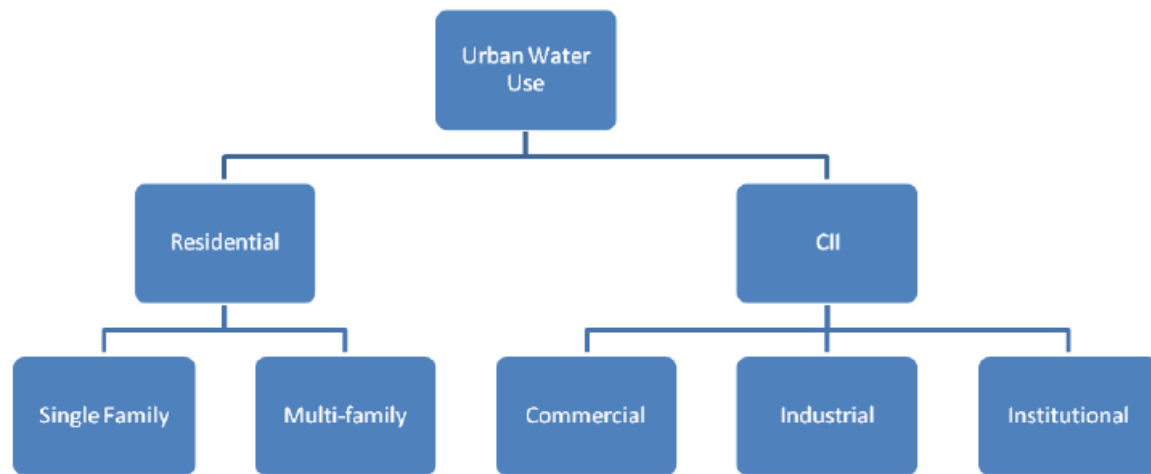 Urban Water
Use
Residential
CII
Single Family
Multi-family
Commercial
Industrial
Institutional